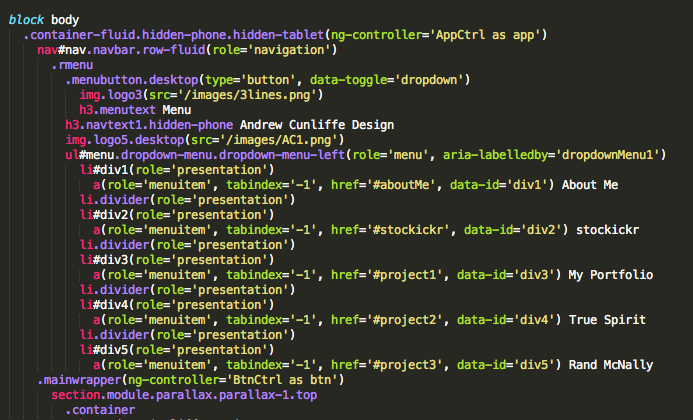 block body
.container-fluid.hidden-phone.hidden-tablet(ng-controller='AppCtrl as app')
nav#nav.navbar.row-fluid(role='navigation')
.rmenu
.menubutton.desktop(type='button', data-toggle='dropdown')
img.logo3(src='/images/3lines.png')
h3.menutext Menu
h3.navtext1.hidden-phone Andrew Cunliffe Design
img.logo5.desktop(src='/images/AC1.png')
ul#menu.dropdown-menu.dropdown-menu-left(role='menu', aria-labelledby='dropdownMenu1')
li#div1(role='presentation')
a(role='menuitem', tabindex='-1', href='#aboutMe', data-id='div1') About Me
li.divider(role='presentation')
li#div2(role='presentation')
a(role='menuitem', tabindex='-1', href='#stockickr', data-id='div2') stockickr
li.divider(role='presentation')
li#div3(role='presentation')
a(role='menuitem', tabindex='-1', href='#project1', data-id='div3') My Portfolio
li.divider(role='presentation')
li#div4(role='presentation')
a(role='menuitem', tabindex='-1', href='#project2', data-id='div4') True Spirit
li.divider(role='presentation')
li#div5(role='presentation')
a(role='menuitem', tabindex='-1', href='#project3', data-id='div5') Rand McNally
.mainwrapper(ng-controller='BtnCtrl as btn')
section.module.parallax.parallax-1.top
.container